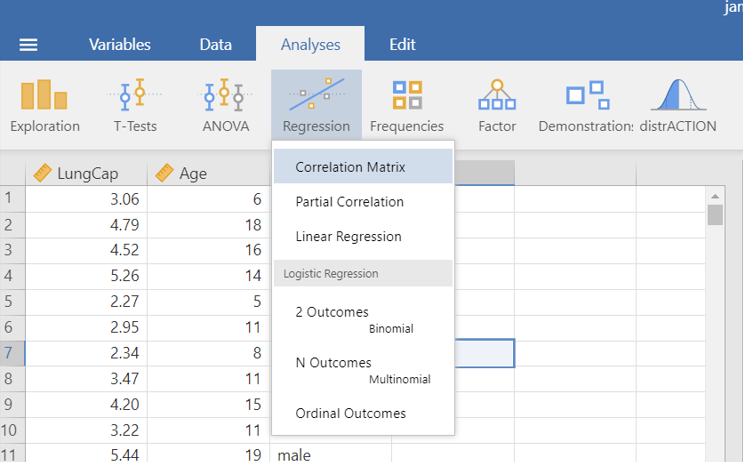 jan
Variables Data Analyses Edit
Exploration T-Tests ANOVA Regression Frequencies Factor Demonstrations distrACTION
LungCap Age
Correlation Matrix
Partial Correlation
Linear Regression
Logistic Regression
2 Outcomes
Binomial
N Outcomes
Multinomial
Ordinal Outcomes
1 3.06 6
2 4.79 18
3 4.52 16
4 5.26 14
5 2.27 5
6 2.95 11
7 2.34 8
8 3.47 11
9 4.20 15
10 3.22 11
11 5.44 19 male